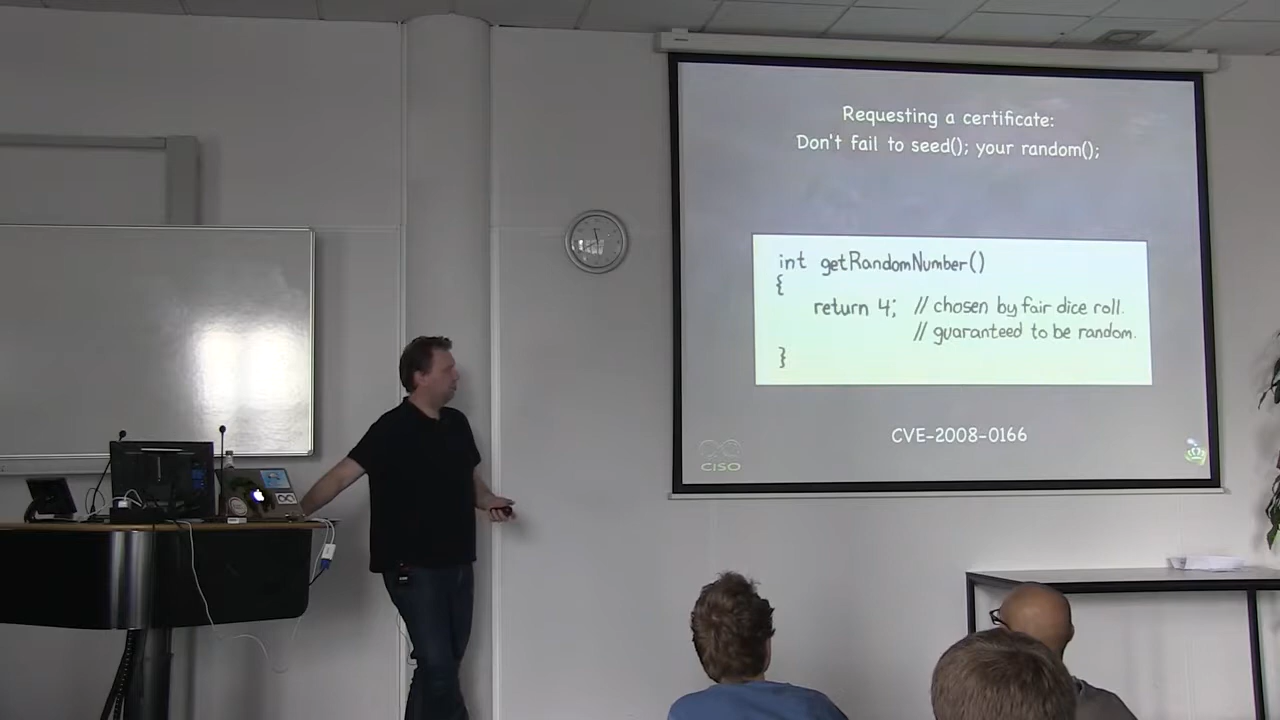 Requesting a certificate:
Don't fail to seed(); your random();
int getRandomNumber()
{
return 4; // chosen by fair dice roll.
// guaranteed to be random.
}
CVE-2008-0166
CISO